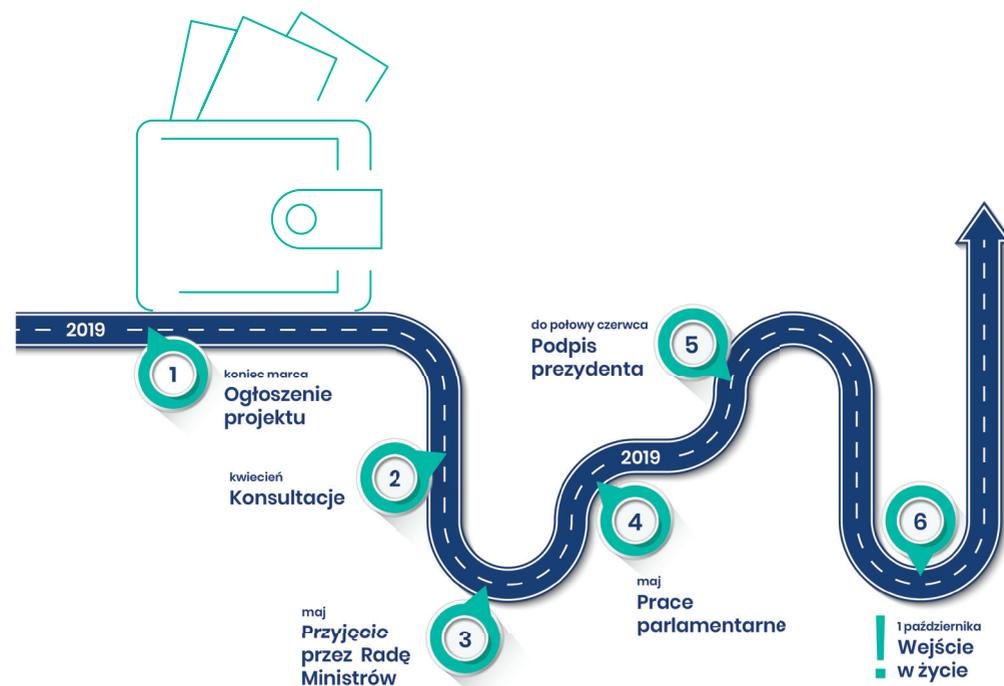 2019
1
koniec marca
Ogłoszenie
projektu
2
kwiecień
Konsultacje
3
maj
Przyjęcie
przez Radę
Ministrów
2019
4
maj
Prace
parlamentarne
5
do połowy czerwca
Podpis
prezydenta
6
!
1 października
Wejście
w życie